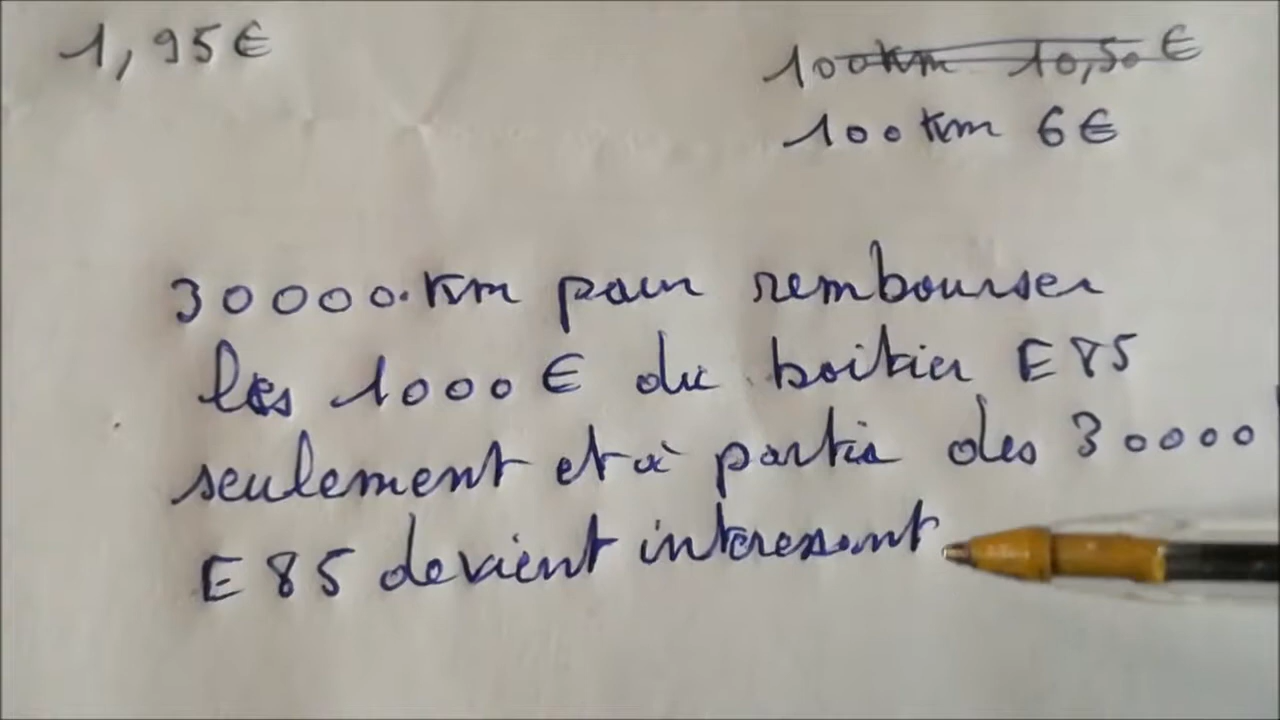 1,95€
100km 10,50€
100km 6€
30000.km pour rembourser
les 1000€ du boitier E85
seulement et à partir des 30000
E85 devient interessant